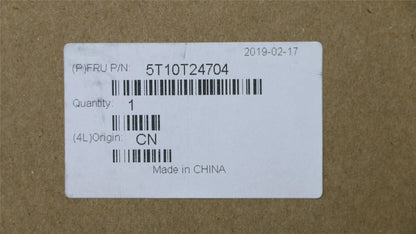 2019-02-17
(P)FRU P/N: 5T10T24704
Quantity: 1
(4L)Origin: CN
Made in CHINA